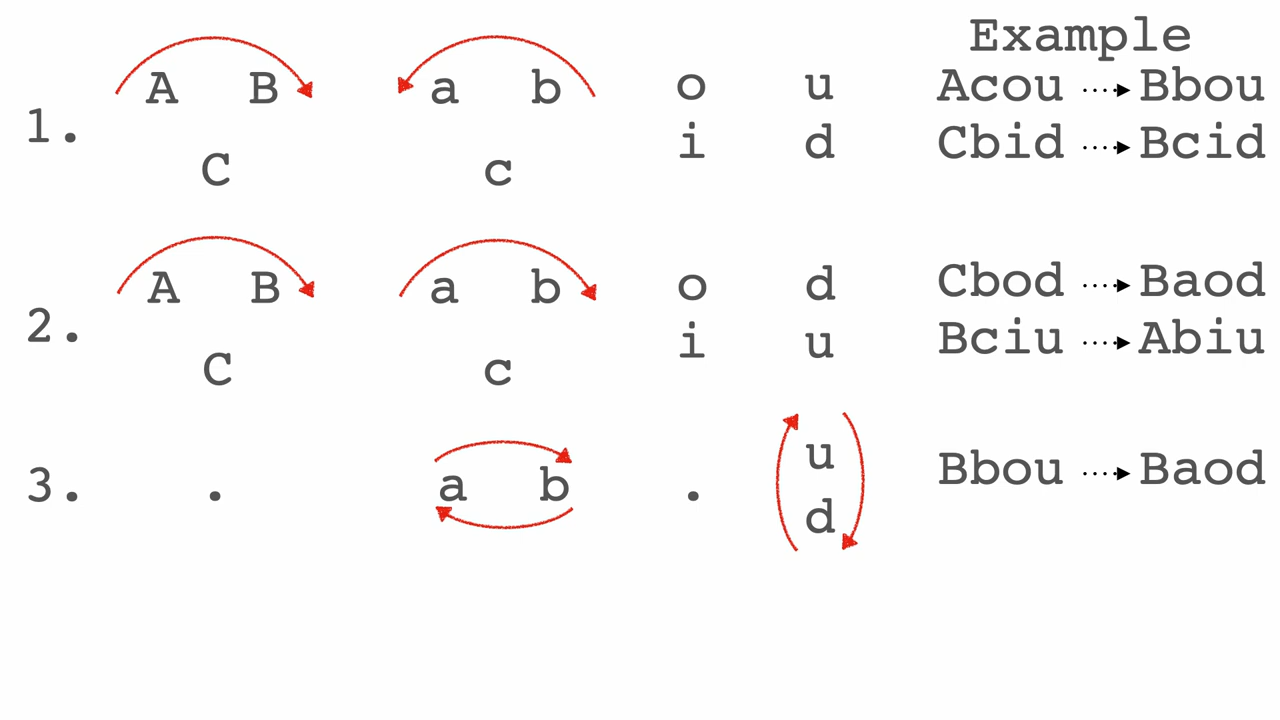 Example
A B a b o u Acou Bbou
1. i d Cbid Bcid
C c
A B a b o d Cbod Baod
2. i u Bciu Abiu
C c
u
3. . a b . Bbou Baod
d